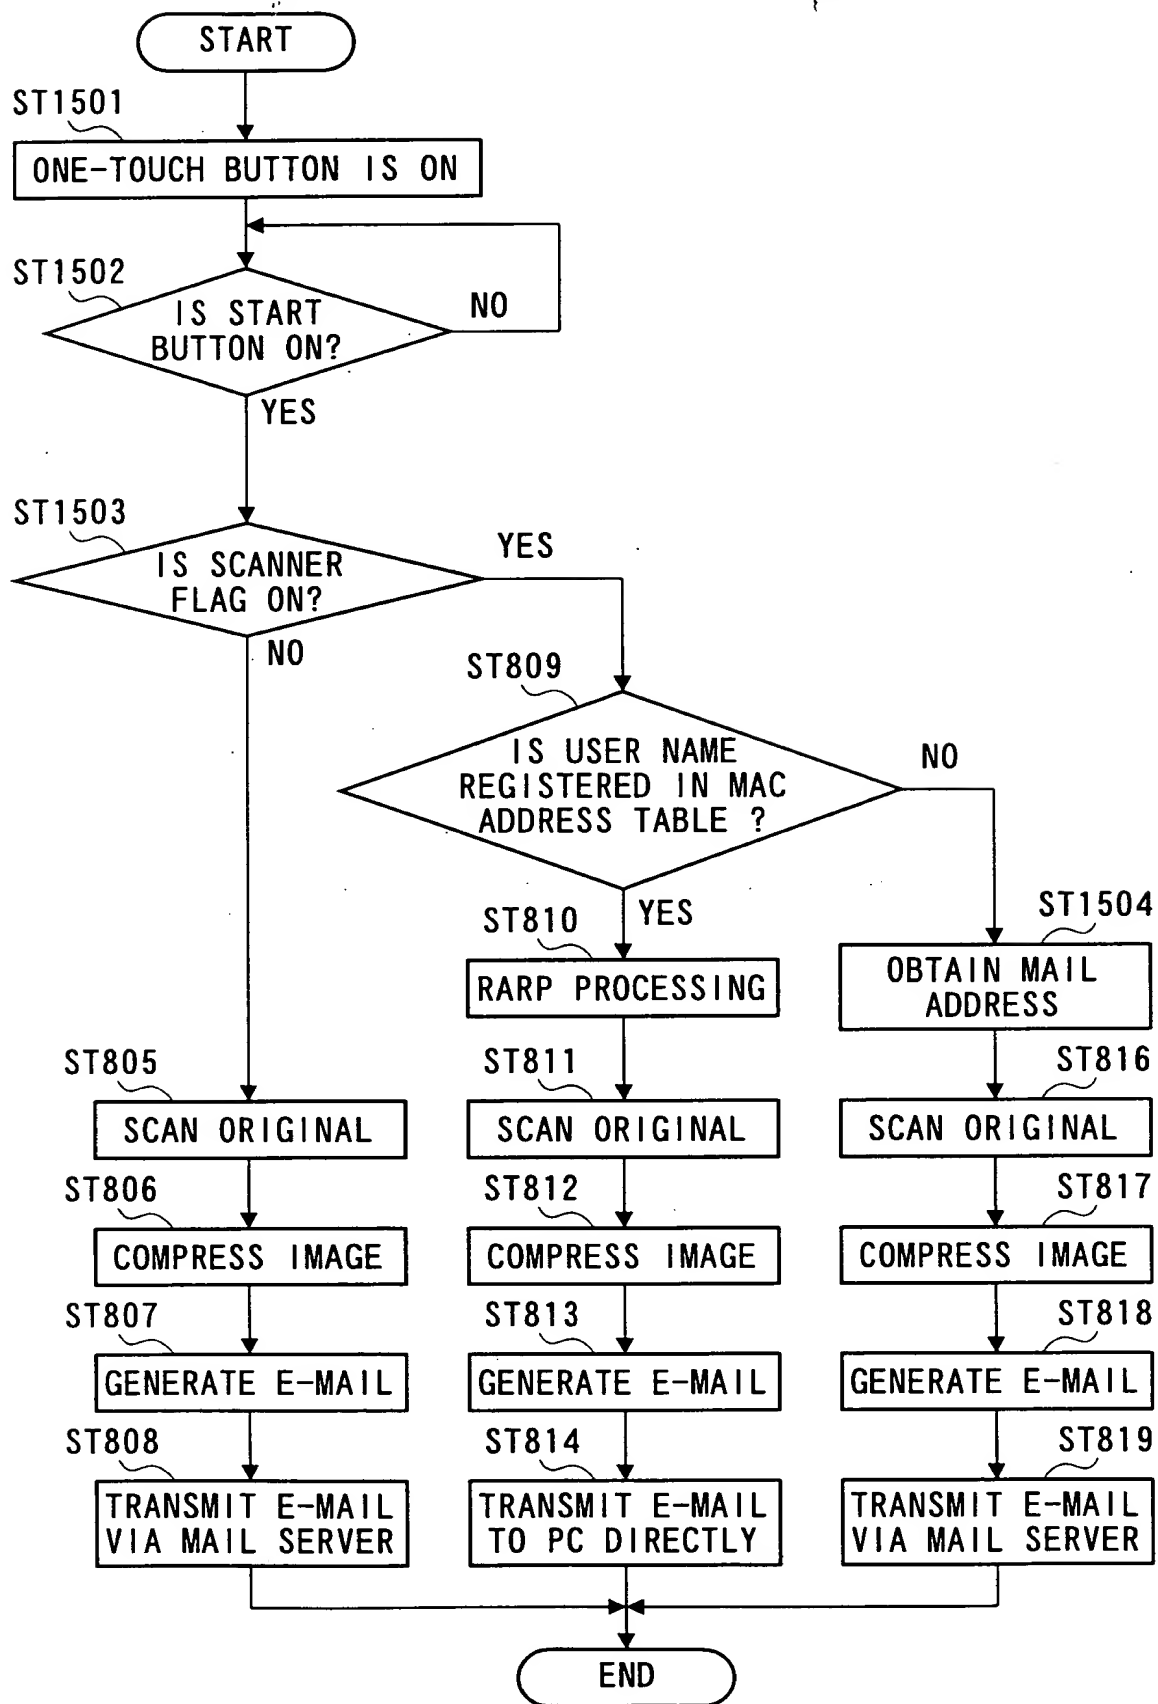 START
ST1501
ONE-TOUCH BUTTON IS ON
ST1502
IS START
BUTTON ON?
NO
YES
ST1503
IS SCANNER
FLAG ON?
YES
NO
ST809
IS USER NAME
REGISTERED IN MAC
ADDRESS TABLE ?
NO
YES
ST810
RARP PROCESSING
ST1504
OBTAIN MAIL
ADDRESS
ST805
SCAN ORIGINAL
ST811
SCAN ORIGINAL
ST816
SCAN ORIGINAL
ST806
COMPRESS IMAGE
ST812
COMPRESS IMAGE
ST817
COMPRESS IMAGE
ST807
GENERATE E-MAIL
ST813
GENERATE E-MAIL
ST818
GENERATE E-MAIL
ST808
TRANSMIT E-MAIL
VIA MAIL SERVER
ST814
TRANSMIT E-MAIL
TO PC DIRECTLY
ST819
TRANSMIT E-MAIL
VIA MAIL SERVER
END